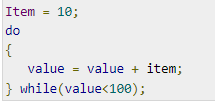 Item = 10;
do
{
value = value + item;
} while(value<100);